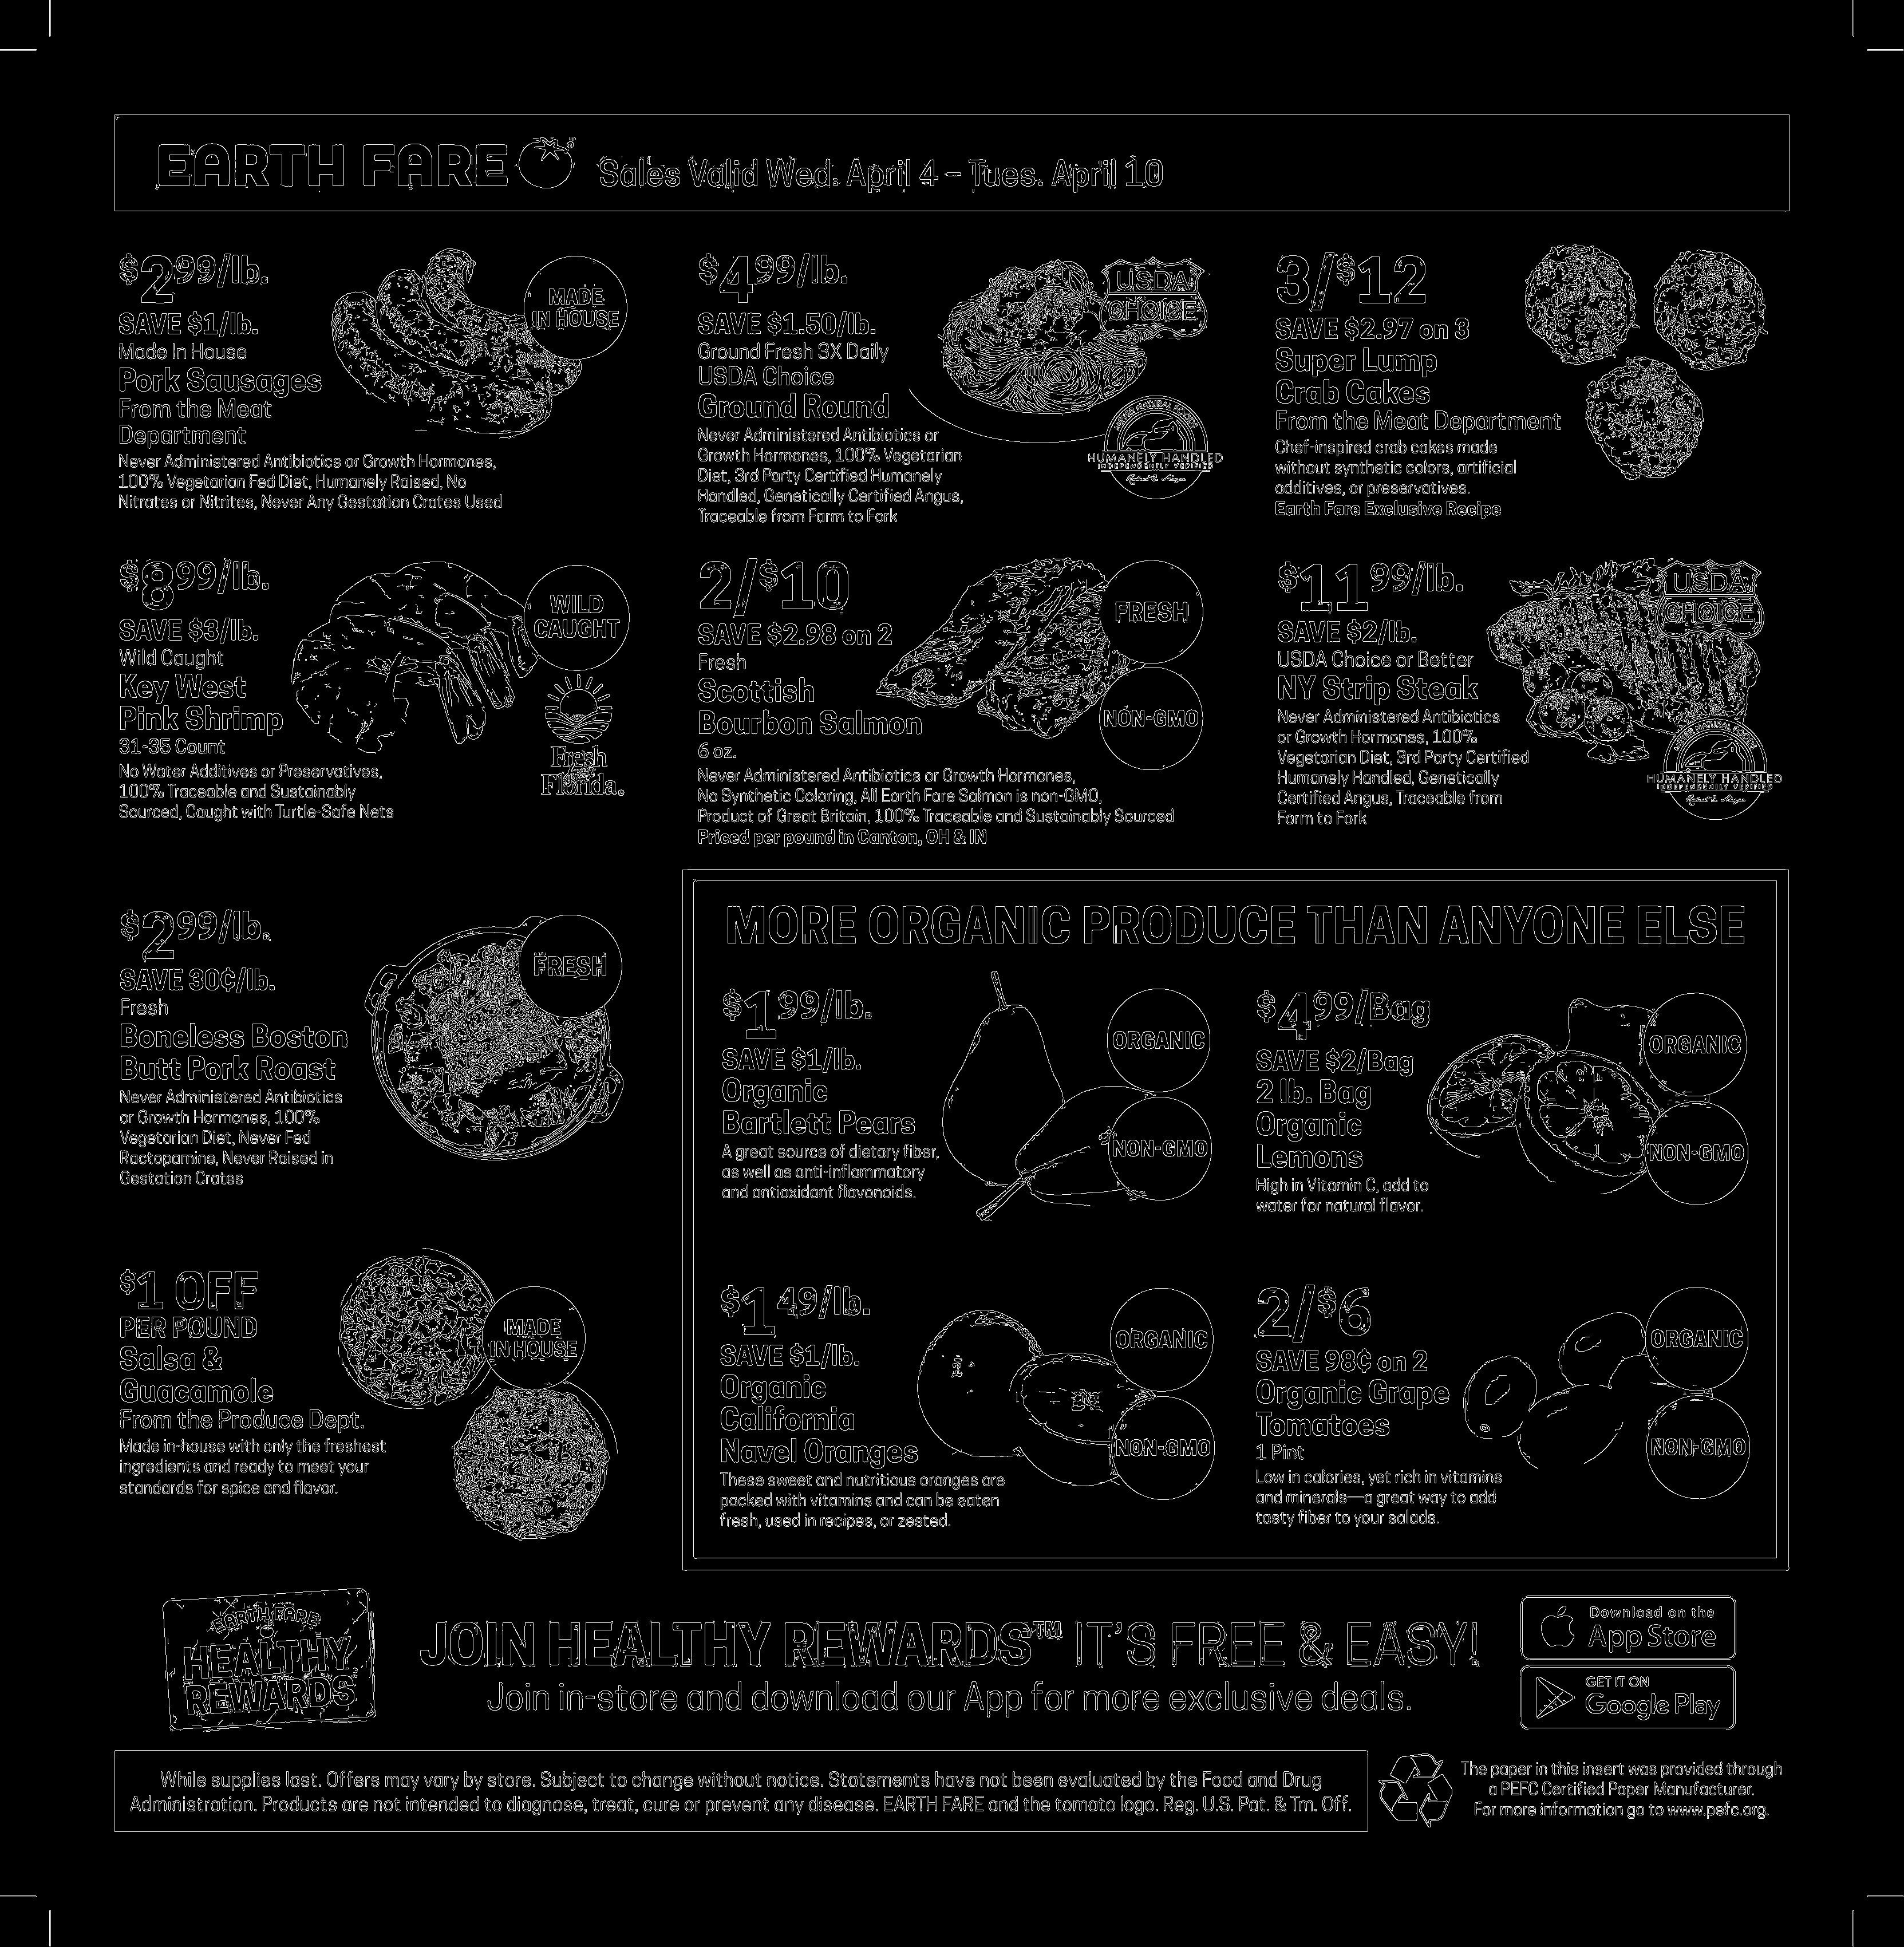 EARTH FARE
Sales Valid Wed. April 4 – Tues. April 10
$2 99/lb.
SAVE $1/lb.
Made In House
Pork Sausages
From the Meat
Department
Never Administered Antibiotics or Growth Hormones,
100% Vegetarian Fed Diet, Humanely Raised, No
Nitrates or Nitrites, Never Any Gestation Crates Used
MADE
IN HOUSE
$4 99/lb.
SAVE $1.50/lb.
Ground Fresh 3X Daily
USDA Choice
Ground Round
Never Administered Antibiotics or
Growth Hormones, 100% Vegetarian
Diet, 3rd Party Certified Humanely
Handled, Genetically Certified Angus,
Traceable from Farm to Fork
USDA
CHOICE
HUMANELY HANDLED
INDEPENDENTLY VERIFIED
3/$12
SAVE $2.97 on 3
Super Lump
Crab Cakes
From the Meat Department
Chef-inspired crab cakes made
without synthetic colors, artificial
additives, or preservatives.
Earth Fare Exclusive Recipe
$8 99/lb.
SAVE $3/lb.
Wild Caught
Key West
Pink Shrimp
31-35 Count
No Water Additives or Preservatives,
100% Traceable and Sustainably
Sourced, Caught with Turtle-Safe Nets
WILD
CAUGHT
Fresh
Florida®
2/$10
SAVE $2.98 on 2
Fresh
Scottish
Bourbon Salmon
6 oz.
Never Administered Antibiotics or Growth Hormones,
No Synthetic Coloring, All Earth Fare Salmon is non-GMO,
Product of Great Britain, 100% Traceable and Sustainably Sourced
Priced per pound in Canton, OH & IN
FRESH
NON-GMO
$11 99/lb.
SAVE $2/lb.
USDA Choice or Better
NY Strip Steak
Never Administered Antibiotics
or Growth Hormones, 100%
Vegetarian Diet, 3rd Party Certified
Humanely Handled, Genetically
Certified Angus, Traceable from
Farm to Fork
USDA
CHOICE
HUMANELY HANDLED
INDEPENDENTLY VERIFIED
$2 99/lb.
SAVE 30¢/lb.
Fresh
Boneless Boston
Butt Pork Roast
Never Administered Antibiotics
or Growth Hormones, 100%
Vegetarian Diet, Never Fed
Ractopamine, Never Raised in
Gestation Crates
FRESH
$1 OFF
PER POUND
Salsa &
Guacamole
From the Produce Dept.
Made in-house with only the freshest
ingredients and ready to meet your
standards for spice and flavor.
MADE
IN HOUSE
MORE ORGANIC PRODUCE THAN ANYONE ELSE
$1 99/lb.
SAVE $1/lb.
Organic
Bartlett Pears
A great source of dietary fiber,
as well as anti-inflammatory
and antioxidant flavonoids.
ORGANIC
NON-GMO
$4 99/Bag
SAVE $2/Bag
2 lb. Bag
Organic
Lemons
High in Vitamin C, add to
water for natural flavor.
ORGANIC
NON-GMO
$1 49/lb.
SAVE $1/lb.
Organic
California
Navel Oranges
These sweet and nutritious oranges are
packed with vitamins and can be eaten
fresh, used in recipes, or zested.
ORGANIC
NON-GMO
2/$6
SAVE 98¢ on 2
Organic Grape
Tomatoes
1 Pint
Low in calories, yet rich in vitamins
and minerals—a great way to add
tasty fiber to your salads.
ORGANIC
NON-GMO
EARTH FARE
HEALTHY
REWARDS
JOIN HEALTHY REWARDS™ IT'S FREE & EASY!
Join in-store and download our App for more exclusive deals.
Download on the
App Store
GET IT ON
Google Play
While supplies last. Offers may vary by store. Subject to change without notice. Statements have not been evaluated by the Food and Drug
Administration. Products are not intended to diagnose, treat, cure or prevent any disease. EARTH FARE and the tomato logo. Reg. U.S. Pat. & Tm. Off.
The paper in this insert was provided through
a PEFC Certified Paper Manufacturer.
For more information go to www.pefc.org.